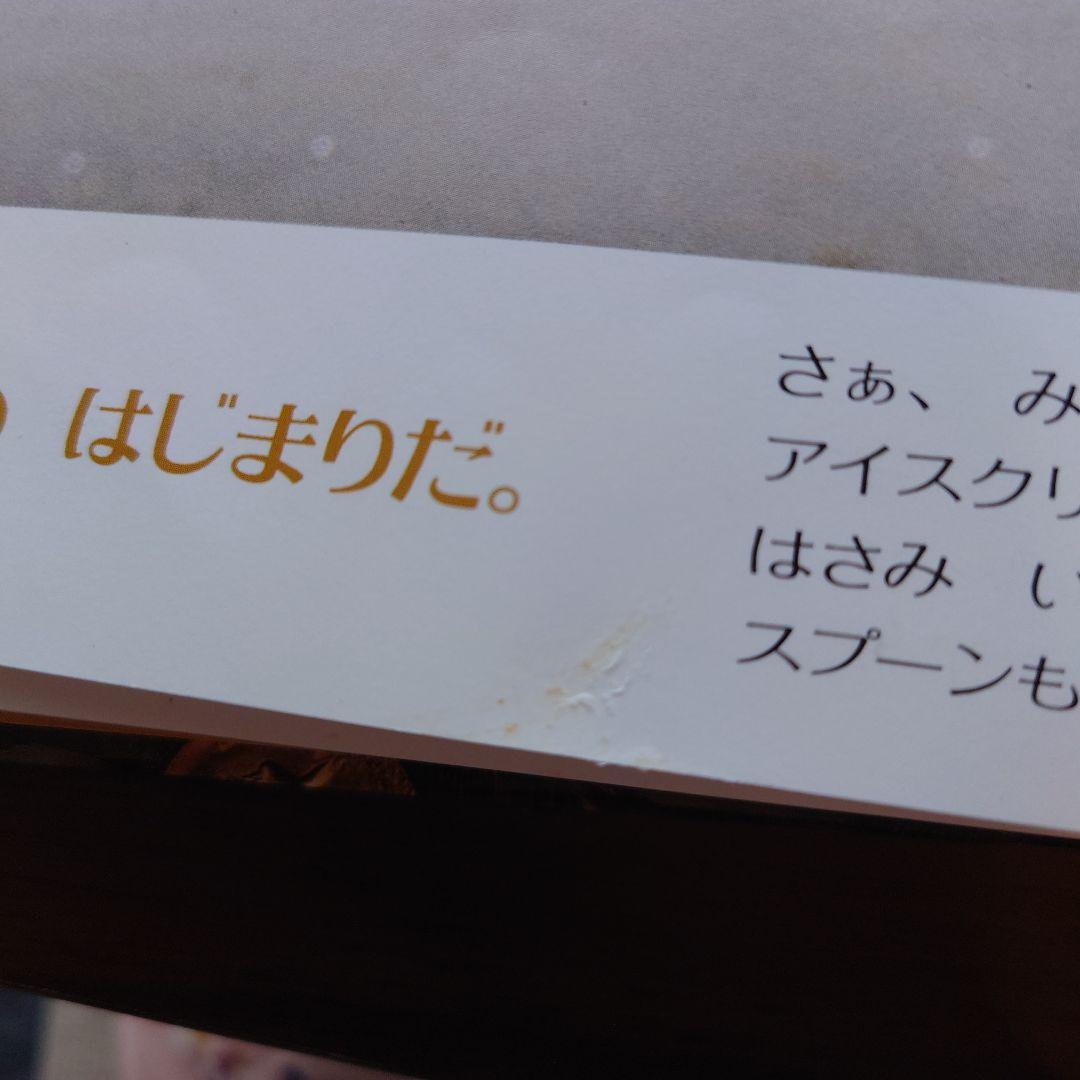 はじまりだ。
さぁ、 み
アイスクリ
はさみ い
スプーンも